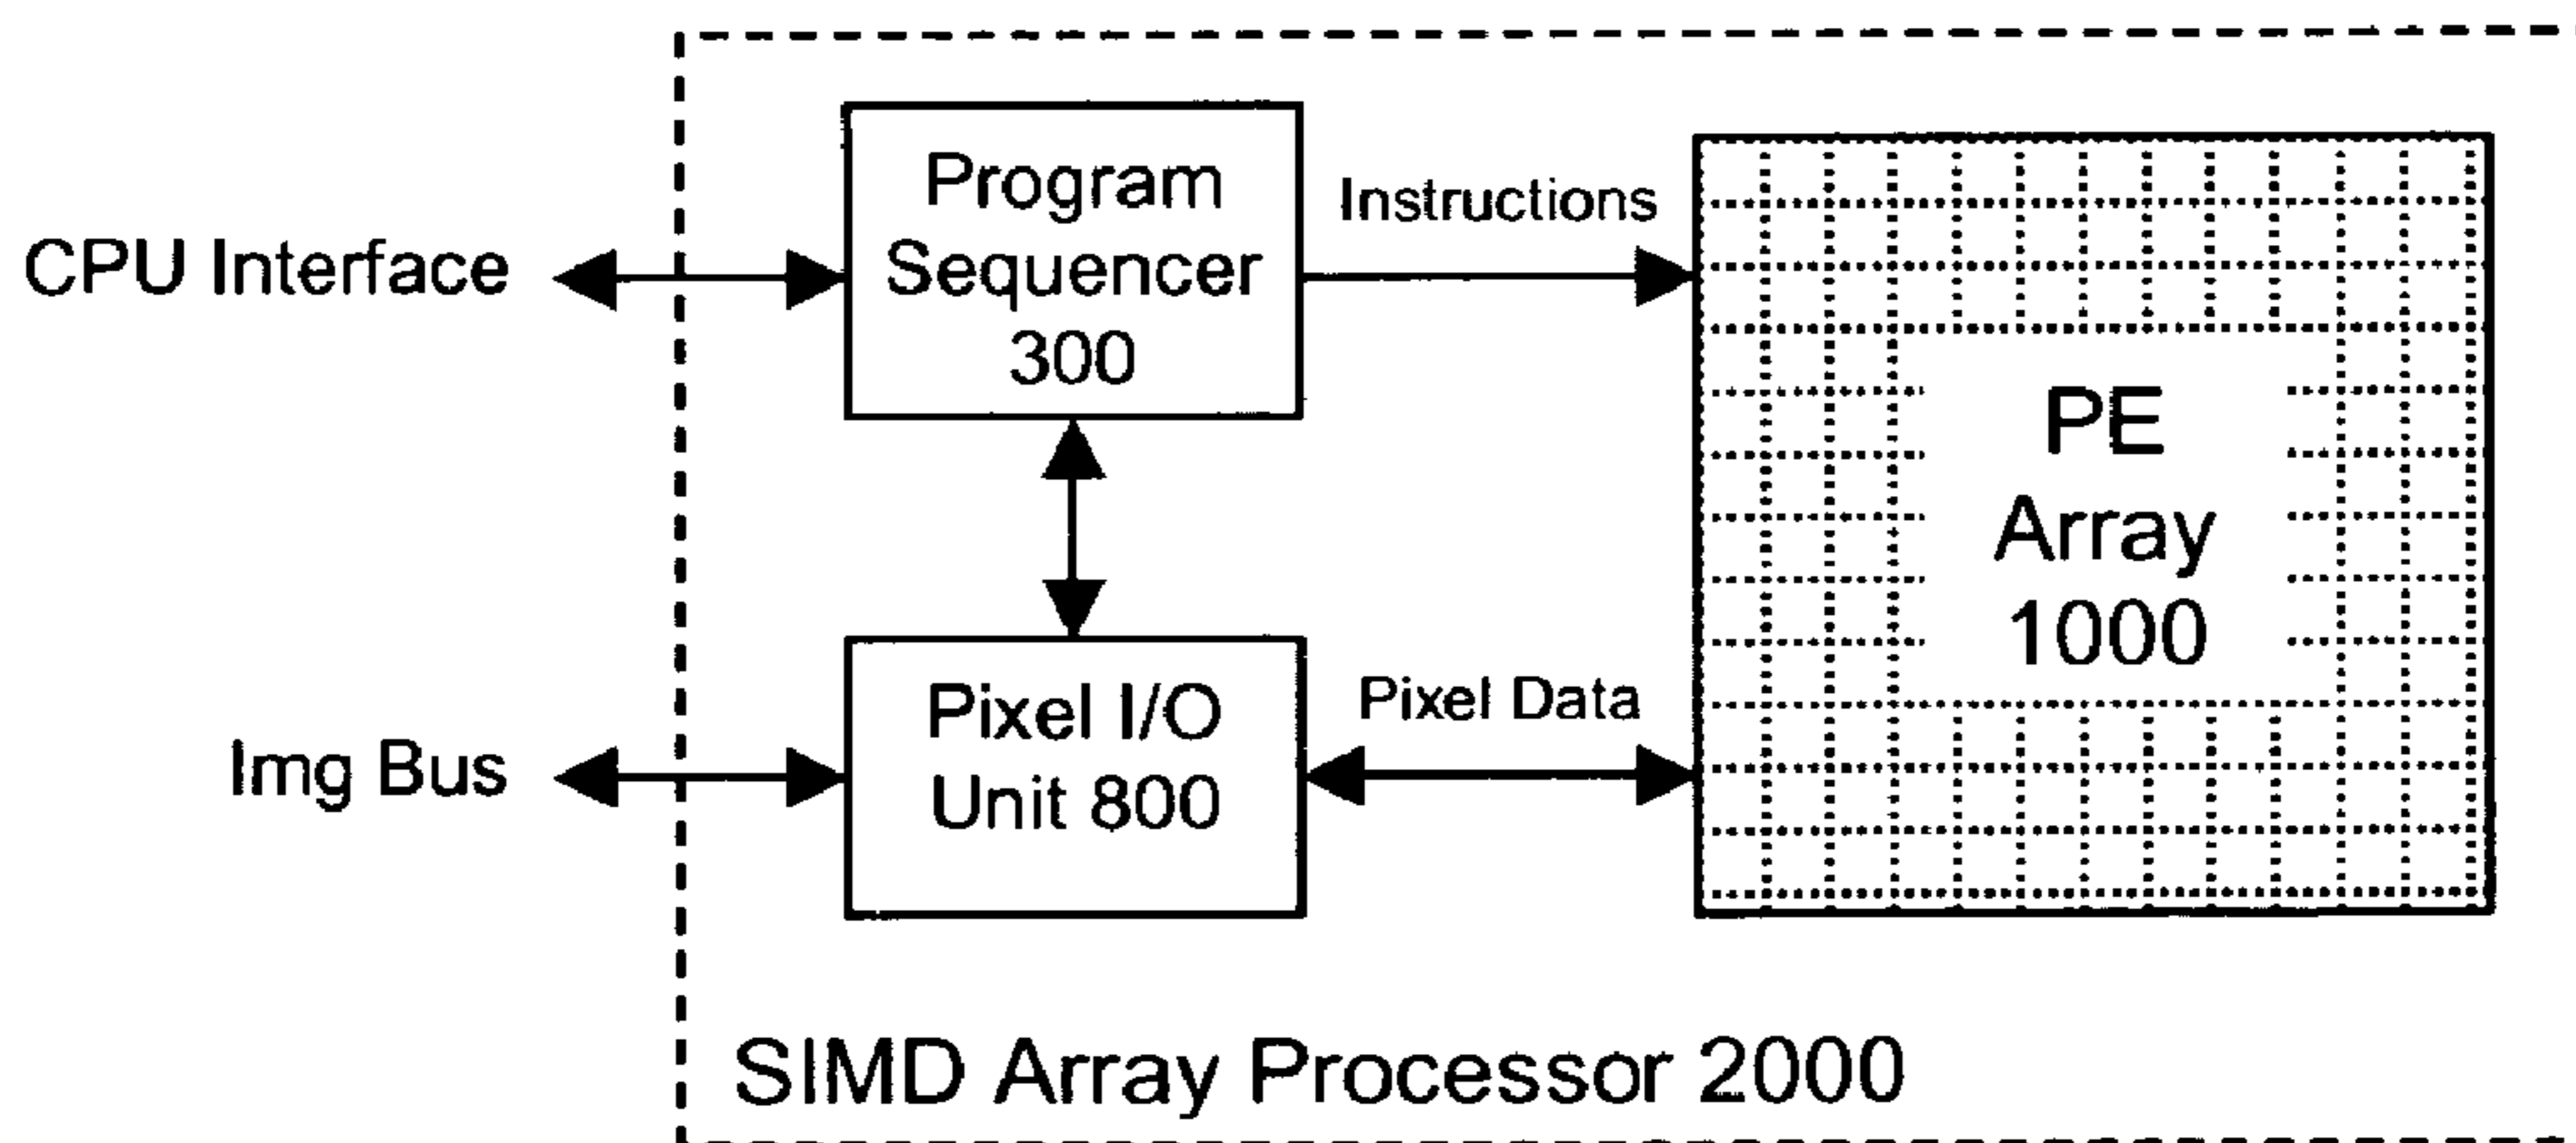 CPU Interface
Program
Sequencer
300
Instructions
PE
Array
1000
Img Bus
Pixel I/O
Unit 800
Pixel Data
SIMD Array Processor 2000